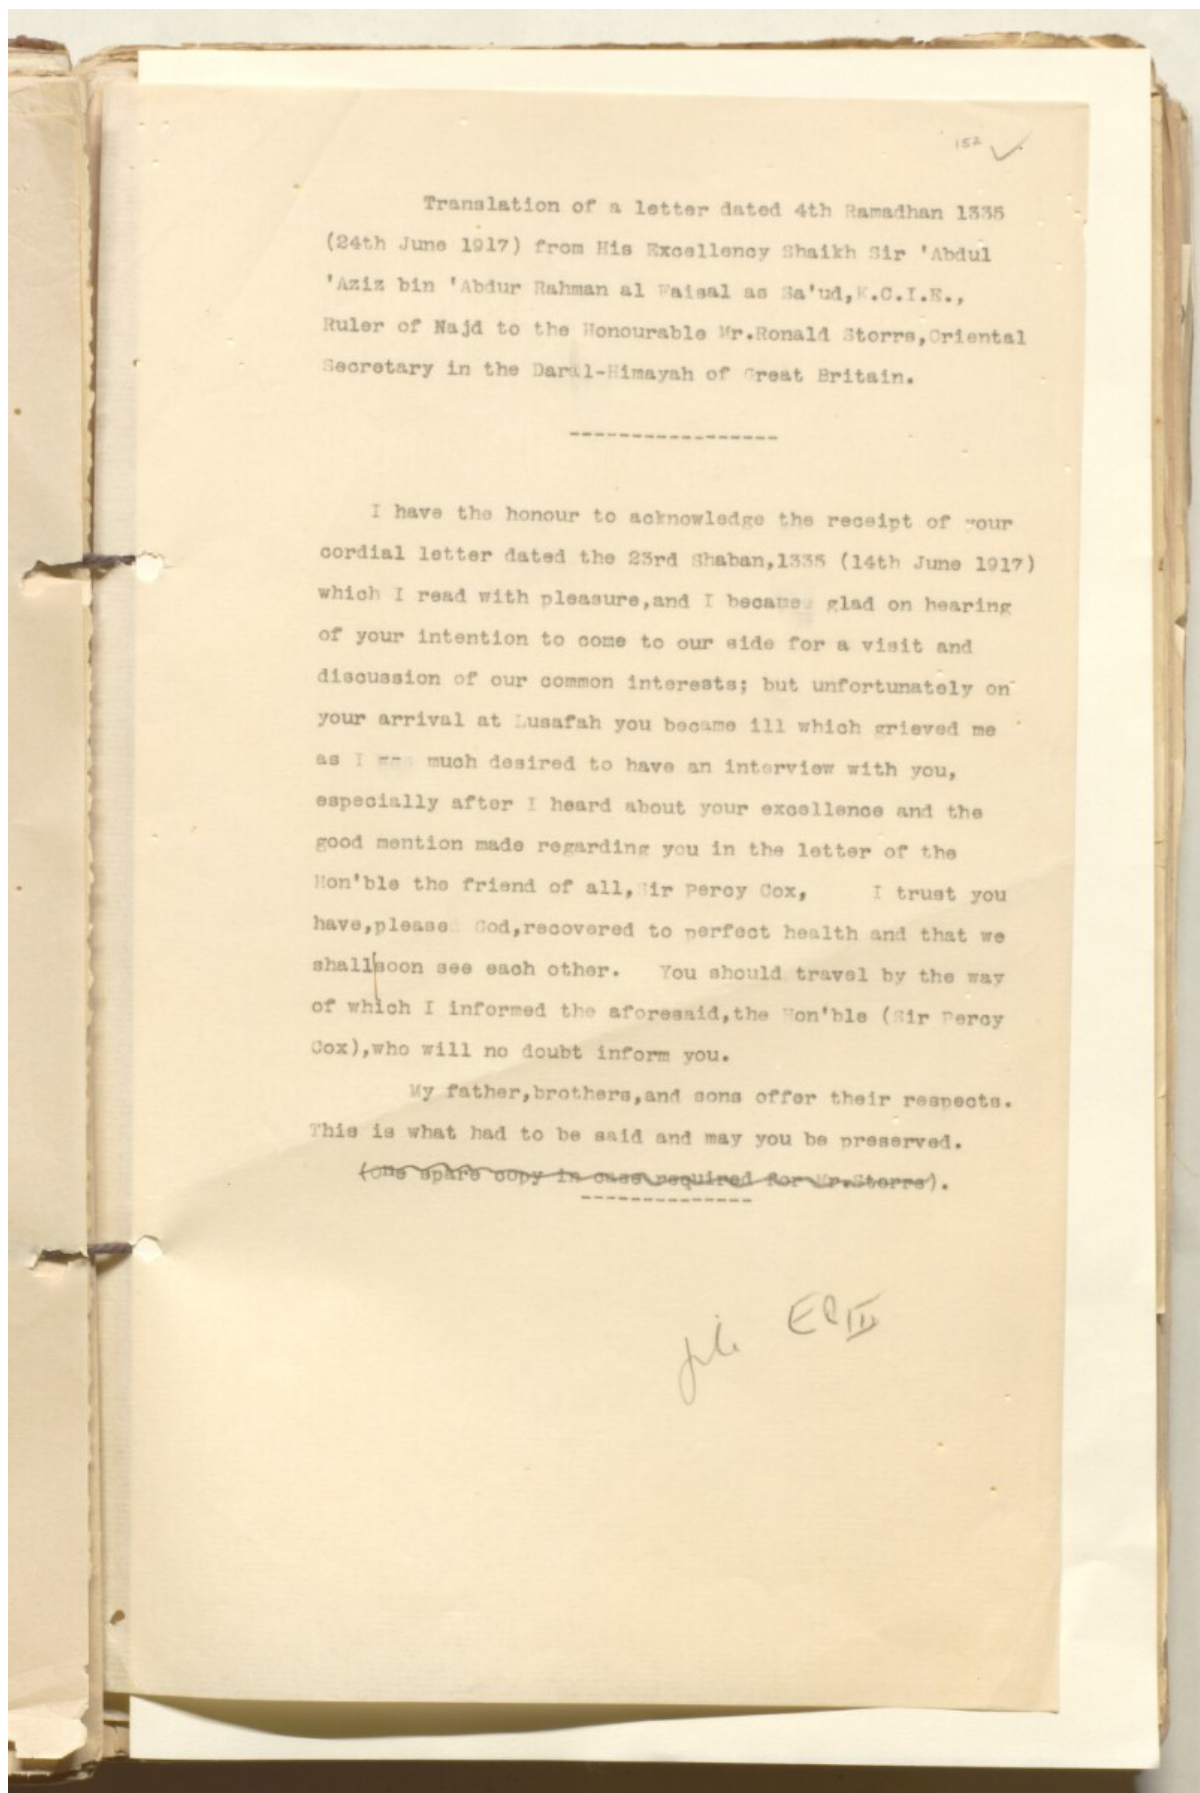 152 ✓
Translation of a letter dated 4th Ramadhan 1335
(24th June 1917) from His Excellency Shaikh Sir 'Abdul
'Aziz bin 'Abdur Rahman al Faisal as Sa'ud,K.C.I.E.,
Ruler of Najd to the Honourable Mr.Ronald Storrs,Oriental
Secretary in the Daral-Himayah of Great Britain.
-----------------
I have the honour to acknowledge the receipt of your
cordial letter dated the 23rd Shaban,1335 (14th June 1917)
which I read with pleasure,and I became glad on hearing
of your intention to come to our side for a visit and
discussion of our common interests; but unfortunately on
your arrival at Lusafah you became ill which grieved me
as I much desired to have an interview with you,
especially after I heard about your excellence and the
good mention made regarding you in the letter of the
Hon'ble the friend of all,Sir Percy Cox, I trust you
have,please God,recovered to perfect health and that we
shall soon see each other. You should travel by the way
of which I informed the aforesaid,the Hon'ble (Sir Percy
Cox),who will no doubt inform you.
My father,brothers,and sons offer their respects.
This is what had to be said and may you be preserved.
(One spare copy in case required for Mr.Storrs).
--------------
file E8 III